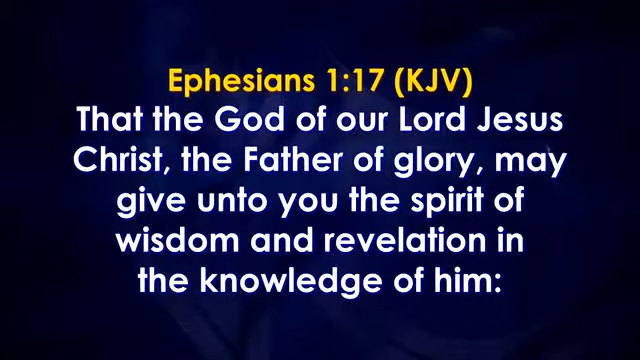 Ephesians 1:17 (KJV)
That the God of our Lord Jesus
Christ, the Father of glory, may
give unto you the spirit of
wisdom and revelation in
the knowledge of him: